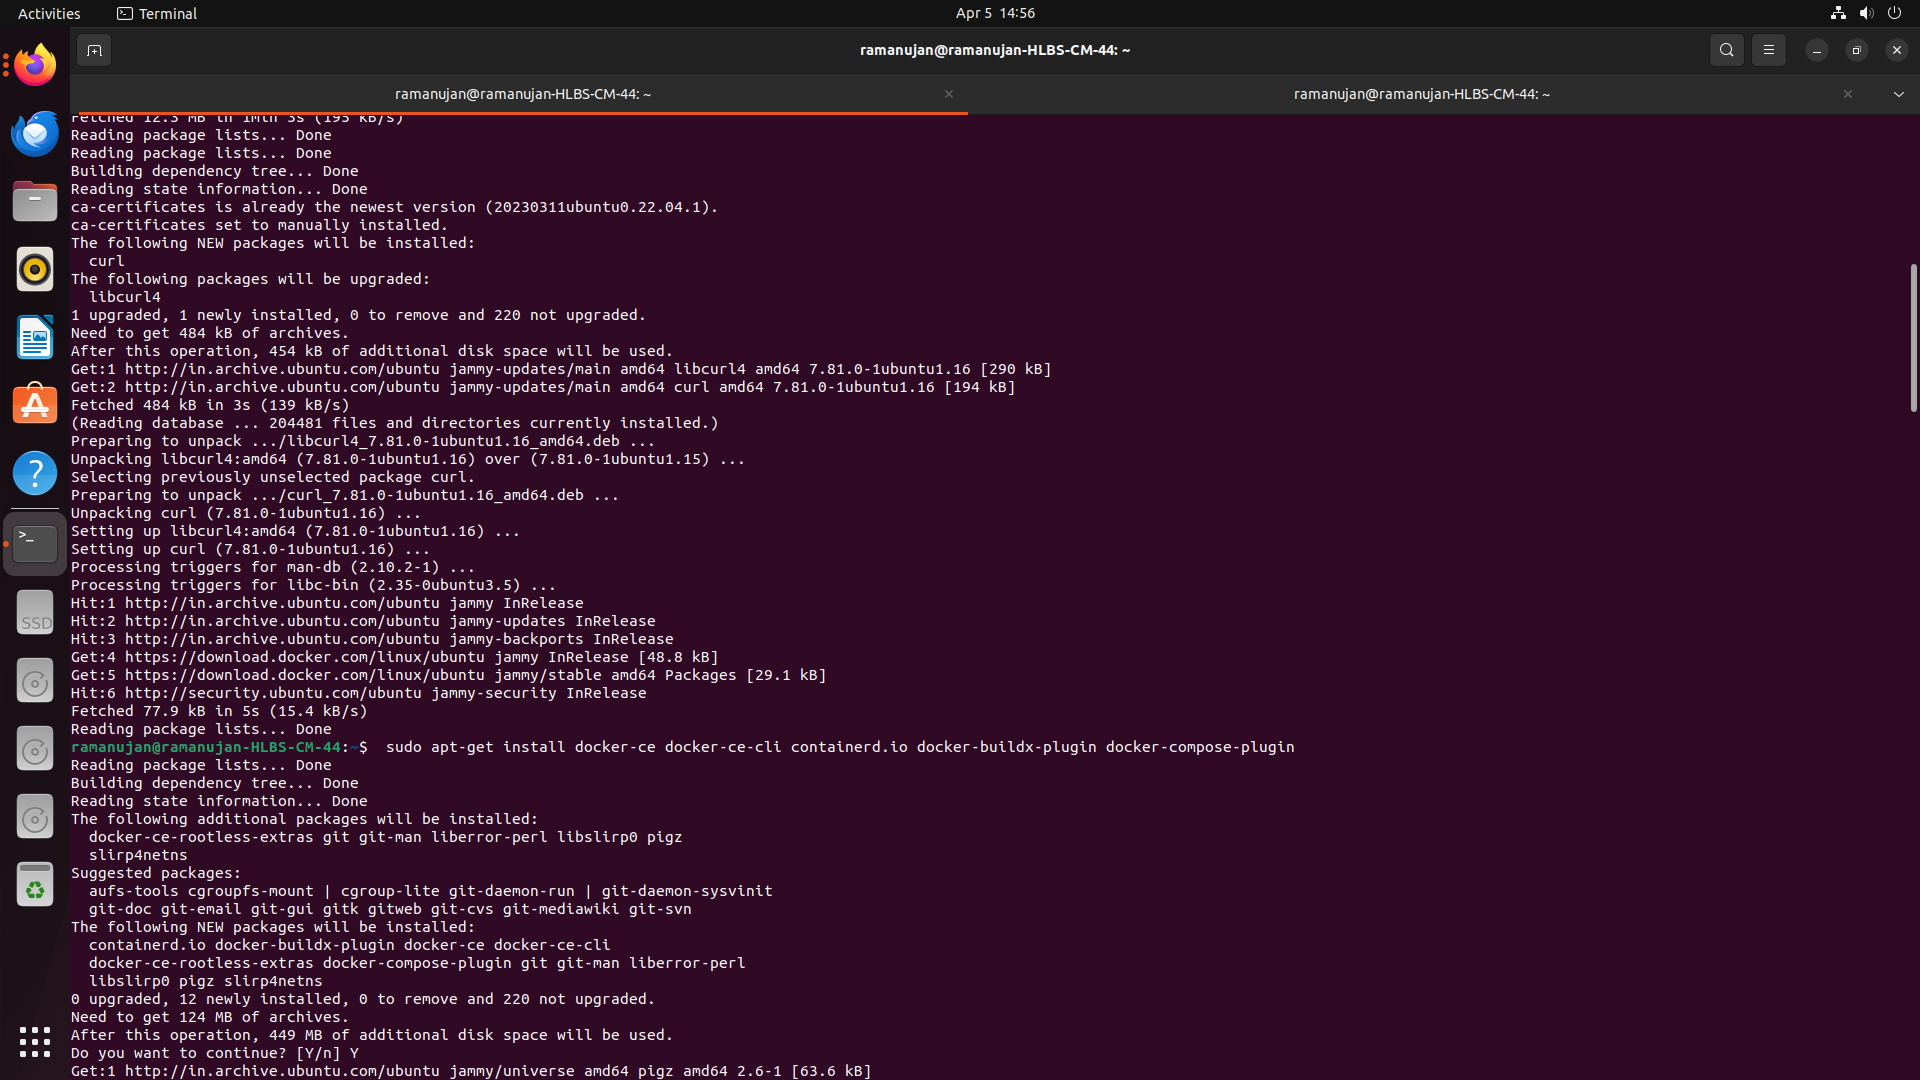 Activities
Terminal
Apr 5 14:56
ramanujan@ramanujan-HLBS-CM-44: ~
ramanujan@ramanujan-HLBS-CM-44: ~
ramanujan@ramanujan-HLBS-CM-44: ~
Fetched 12.3 MB in 1min 3s (195 kB/s)
Reading package lists... Done
Reading package lists... Done
Building dependency tree... Done
Reading state information... Done
ca-certificates is already the newest version (20230311ubuntu0.22.04.1).
ca-certificates set to manually installed.
The following NEW packages will be installed:
  curl
The following packages will be upgraded:
  libcurl4
1 upgraded, 1 newly installed, 0 to remove and 220 not upgraded.
Need to get 484 kB of archives.
After this operation, 454 kB of additional disk space will be used.
Get:1 http://in.archive.ubuntu.com/ubuntu jammy-updates/main amd64 libcurl4 amd64 7.81.0-1ubuntu1.16 [290 kB]
Get:2 http://in.archive.ubuntu.com/ubuntu jammy-updates/main amd64 curl amd64 7.81.0-1ubuntu1.16 [194 kB]
Fetched 484 kB in 3s (139 kB/s)
(Reading database ... 204481 files and directories currently installed.)
Preparing to unpack .../libcurl4_7.81.0-1ubuntu1.16_amd64.deb ...
Unpacking libcurl4:amd64 (7.81.0-1ubuntu1.16) over (7.81.0-1ubuntu1.15) ...
Selecting previously unselected package curl.
Preparing to unpack .../curl_7.81.0-1ubuntu1.16_amd64.deb ...
Unpacking curl (7.81.0-1ubuntu1.16) ...
Setting up libcurl4:amd64 (7.81.0-1ubuntu1.16) ...
Setting up curl (7.81.0-1ubuntu1.16) ...
Processing triggers for man-db (2.10.2-1) ...
Processing triggers for libc-bin (2.35-0ubuntu3.5) ...
Hit:1 http://in.archive.ubuntu.com/ubuntu jammy InRelease
Hit:2 http://in.archive.ubuntu.com/ubuntu jammy-updates InRelease
Hit:3 http://in.archive.ubuntu.com/ubuntu jammy-backports InRelease
Get:4 https://download.docker.com/linux/ubuntu jammy InRelease [48.8 kB]
Get:5 https://download.docker.com/linux/ubuntu jammy/stable amd64 Packages [29.1 kB]
Hit:6 http://security.ubuntu.com/ubuntu jammy-security InRelease
Fetched 77.9 kB in 5s (15.4 kB/s)
Reading package lists... Done
ramanujan@ramanujan-HLBS-CM-44:~$  sudo apt-get install docker-ce docker-ce-cli containerd.io docker-buildx-plugin docker-compose-plugin
Reading package lists... Done
Building dependency tree... Done
Reading state information... Done
The following additional packages will be installed:
  docker-ce-rootless-extras git git-man liberror-perl libslirp0 pigz
  slirp4netns
Suggested packages:
  aufs-tools cgroupfs-mount | cgroup-lite git-daemon-run | git-daemon-sysvinit
  git-doc git-email git-gui gitk gitweb git-cvs git-mediawiki git-svn
The following NEW packages will be installed:
  containerd.io docker-buildx-plugin docker-ce docker-ce-cli
  docker-ce-rootless-extras docker-compose-plugin git git-man liberror-perl
  libslirp0 pigz slirp4netns
0 upgraded, 12 newly installed, 0 to remove and 220 not upgraded.
Need to get 124 MB of archives.
After this operation, 449 MB of additional disk space will be used.
Do you want to continue? [Y/n] Y
Get:1 http://in.archive.ubuntu.com/ubuntu jammy/universe amd64 pigz amd64 2.6-1 [63.6 kB]
SSD